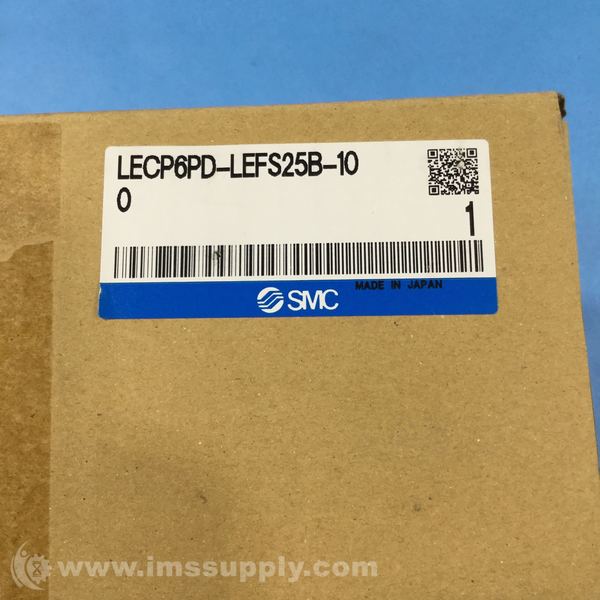 LECP6PD-LEFS25B-10
0
1
MADE IN JAPAN
SMC
www.imssupply.com